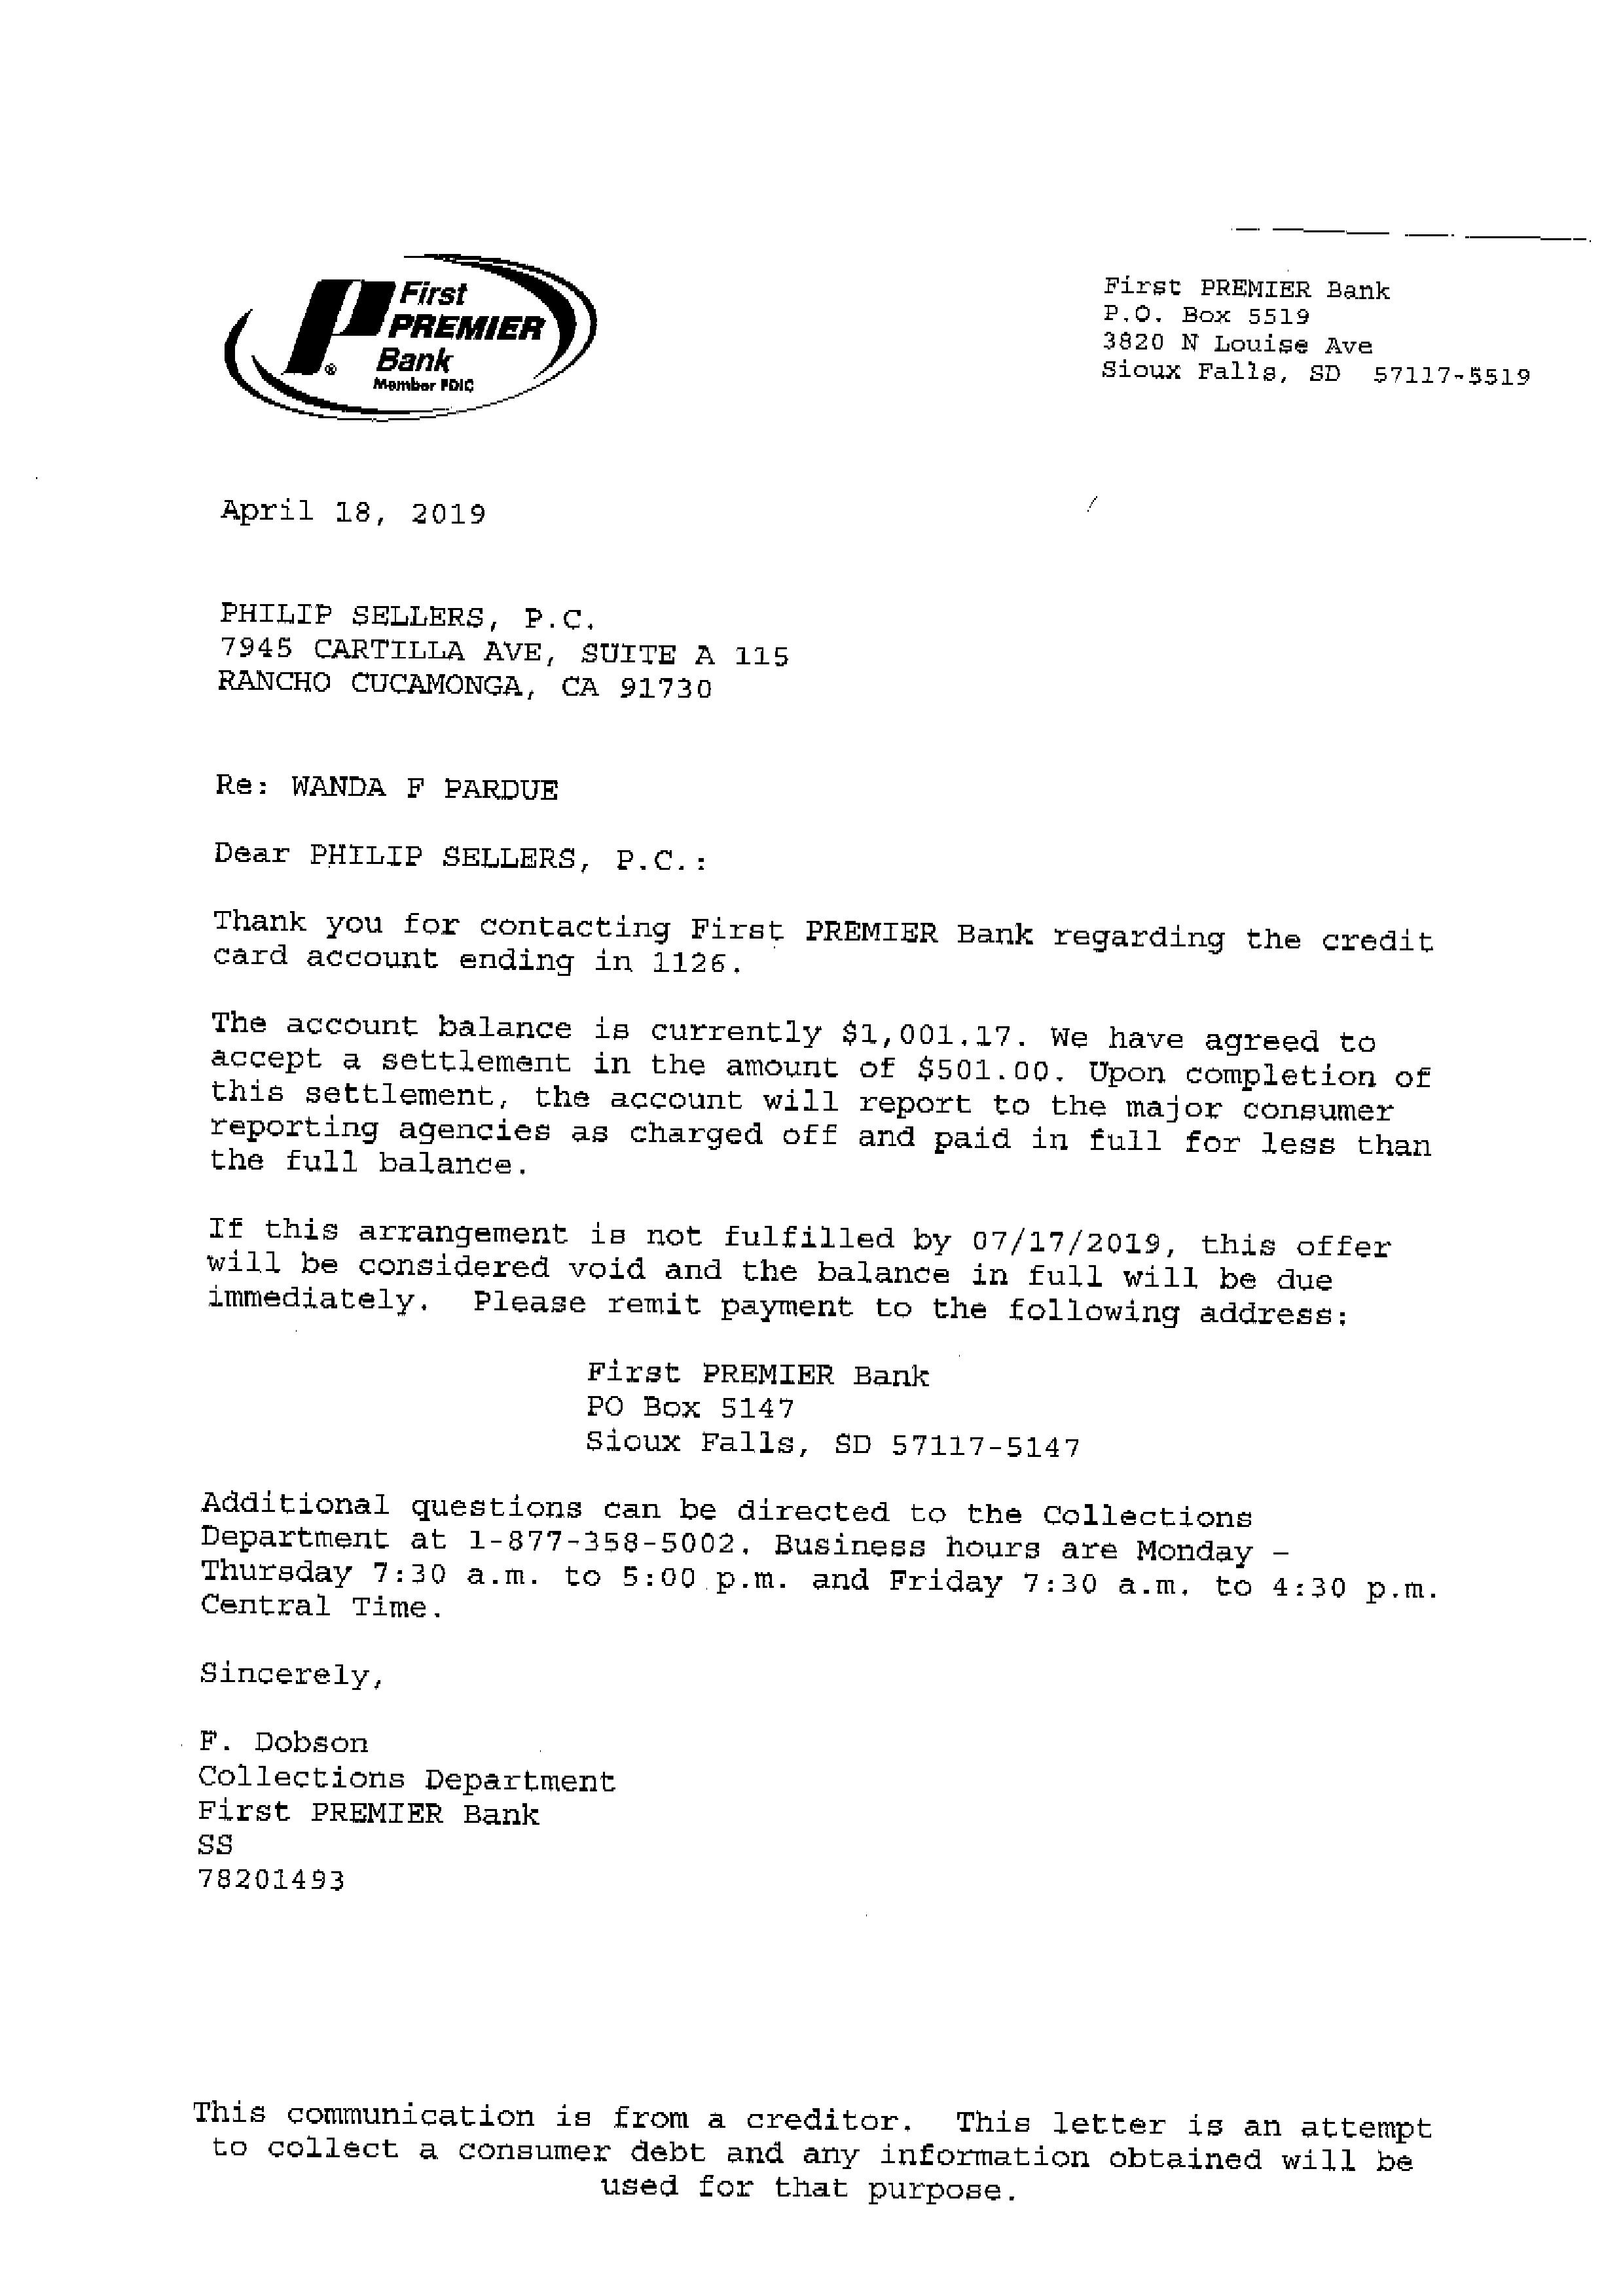 First
PREMIER
Bank
Member FDIC
First PREMIER Bank
P.O. Box 5519
3820 N Louise Ave
Sioux Falls, SD 57117-5519
April 18, 2019
PHILIP SELLERS, P.C.
7945 CARTILLA AVE, SUITE A 115
RANCHO CUCAMONGA, CA 91730
Re: WANDA F PARDUE
Dear PHILIP SELLERS, P.C.:
Thank you for contacting First PREMIER Bank regarding the credit
card account ending in 1126.
The account balance is currently $1,001.17. We have agreed to
accept a settlement in the amount of $501.00. Upon completion of
this settlement, the account will report to the major consumer
reporting agencies as charged off and paid in full for less than
the full balance.
If this arrangement is not fulfilled by 07/17/2019, this offer
will be considered void and the balance in full will be due
immediately. Please remit payment to the following address:
First PREMIER Bank
PO Box 5147
Sioux Falls, SD 57117-5147
Additional questions can be directed to the Collections
Department at 1-877-358-5002. Business hours are Monday –
Thursday 7:30 a.m. to 5:00 p.m. and Friday 7:30 a.m. to 4:30 p.m.
Central Time.
Sincerely,
F. Dobson
Collections Department
First PREMIER Bank
SS
78201493
This communication is from a creditor. This letter is an attempt
to collect a consumer debt and any information obtained will be
used for that purpose.